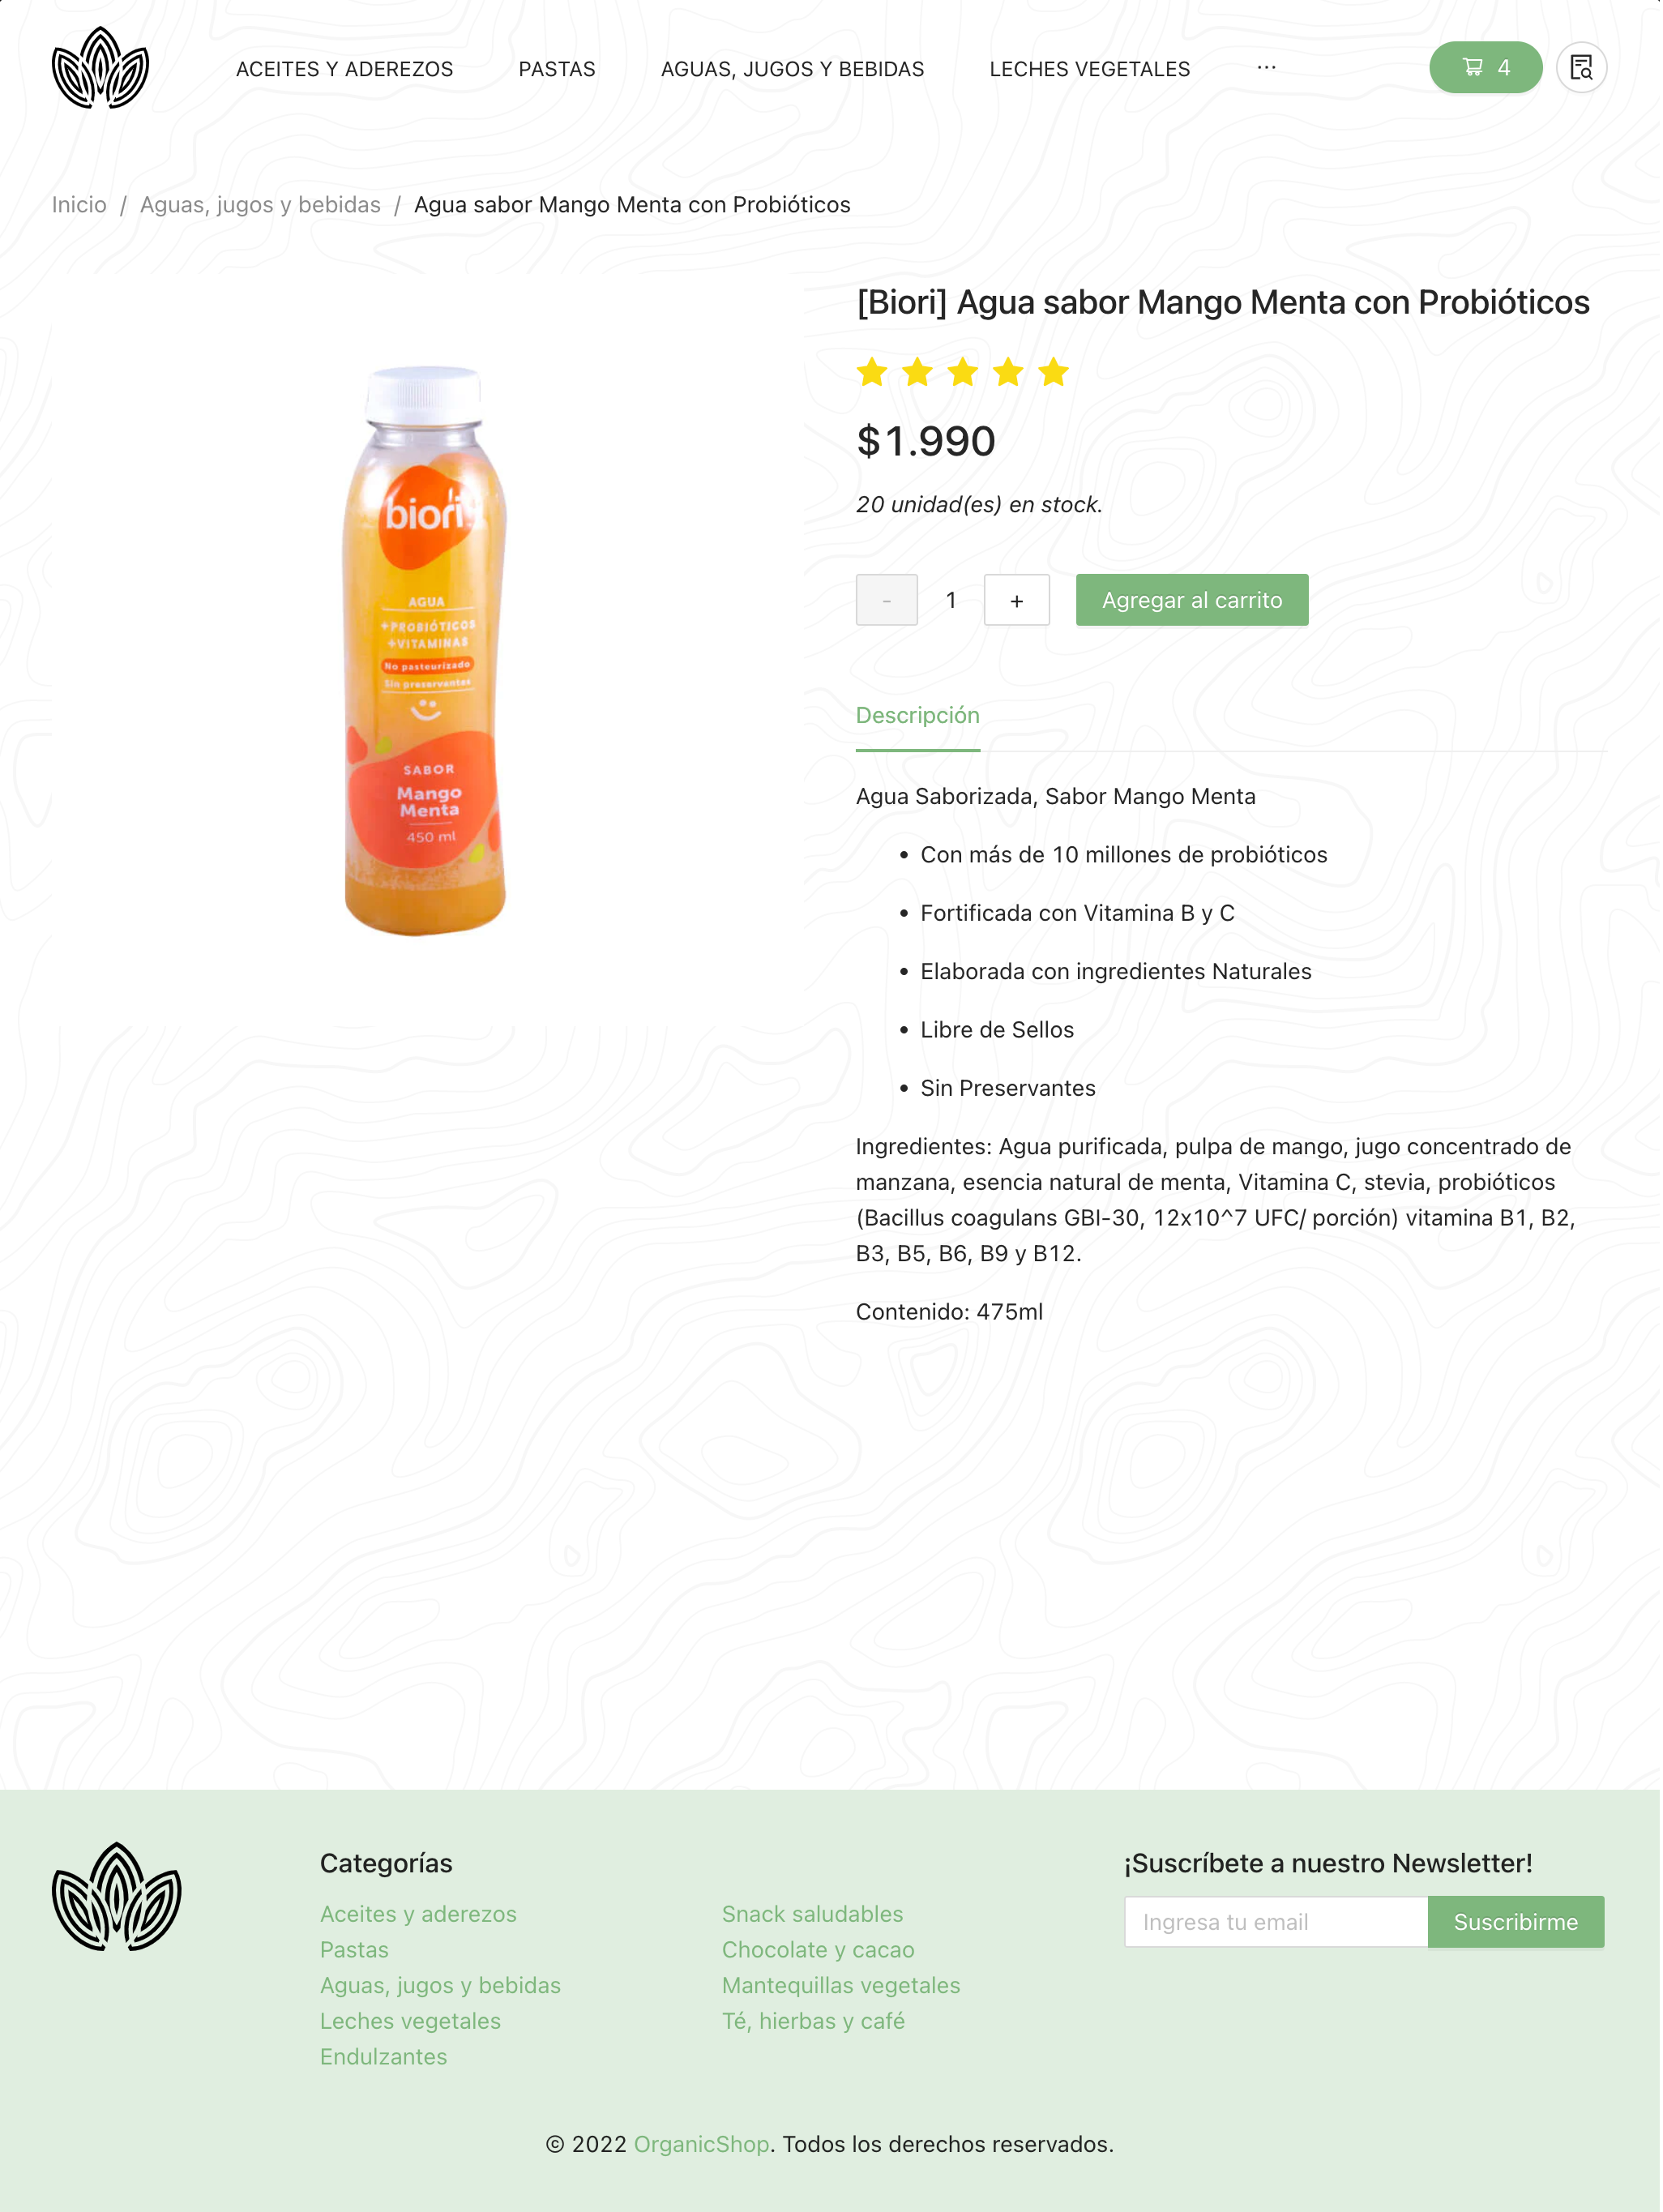 ACEITES Y ADEREZOS
PASTAS
AGUAS, JUGOS Y BEBIDAS
LECHES VEGETALES
···
4
Inicio / Aguas, jugos y bebidas / Agua sabor Mango Menta con Probióticos
biori
AGUA
+PROBIÓTICOS
+VITAMINAS
No pasteurizado
Sin preservantes
SABOR
Mango
Menta
450 ml
[Biori] Agua sabor Mango Menta con Probióticos
$1.990
20 unidad(es) en stock.
- 1 +
Agregar al carrito
Descripción
Agua Saborizada, Sabor Mango Menta
• Con más de 10 millones de probióticos
• Fortificada con Vitamina B y C
• Elaborada con ingredientes Naturales
• Libre de Sellos
• Sin Preservantes
Ingredientes: Agua purificada, pulpa de mango, jugo concentrado de
manzana, esencia natural de menta, Vitamina C, stevia, probióticos
(Bacillus coagulans GBI-30, 12x10^7 UFC/ porción) vitamina B1, B2,
B3, B5, B6, B9 y B12.
Contenido: 475ml
Categorías
Aceites y aderezos
Pastas
Aguas, jugos y bebidas
Leches vegetales
Endulzantes
Snack saludables
Chocolate y cacao
Mantequillas vegetales
Té, hierbas y café
¡Suscríbete a nuestro Newsletter!
Ingresa tu email
Suscribirme
© 2022 OrganicShop. Todos los derechos reservados.